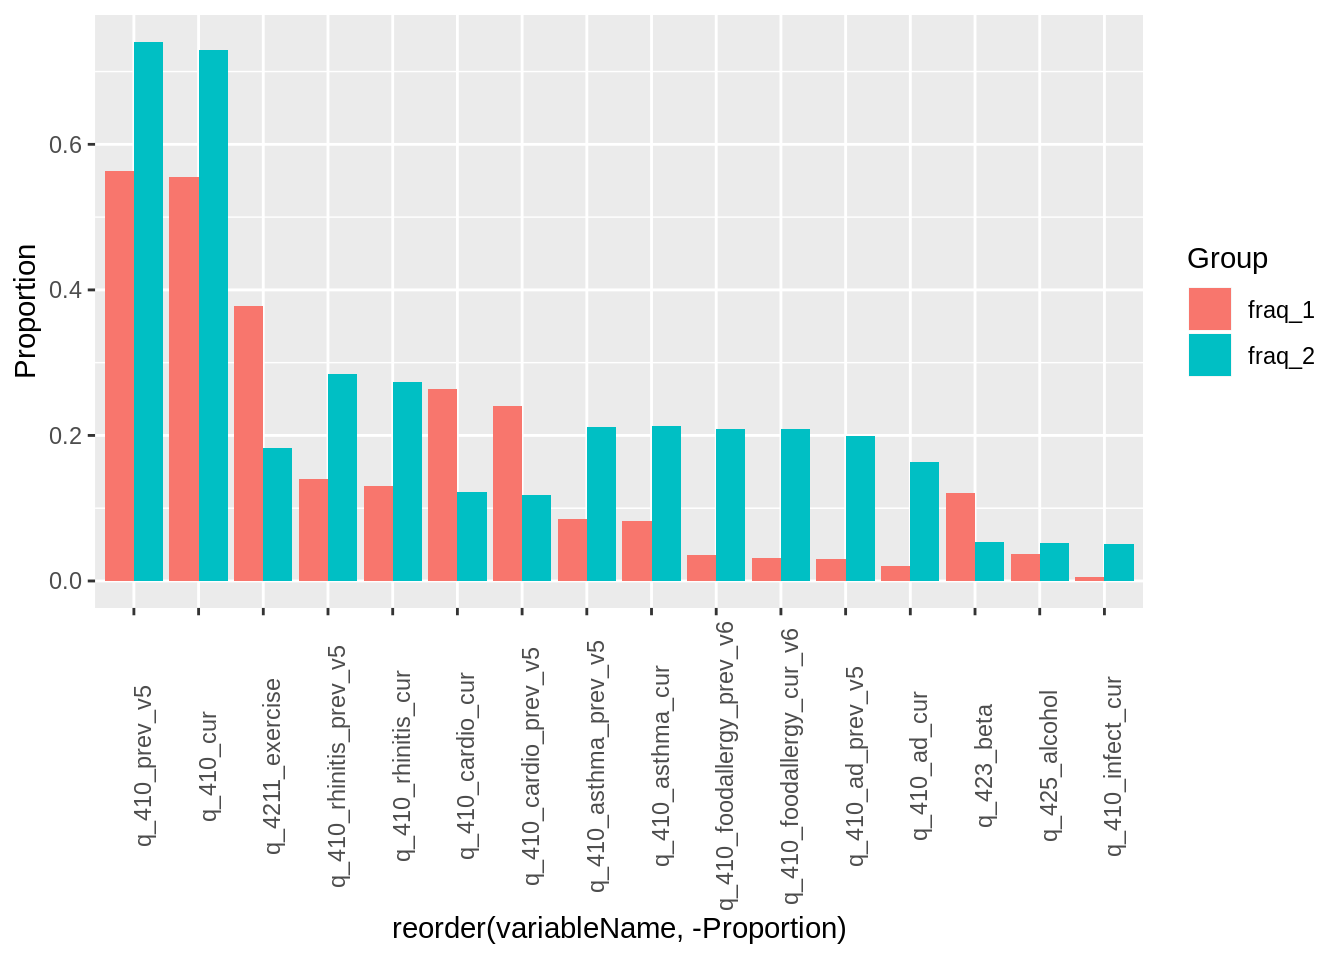 Proportion
0.6
0.4
0.2
0.0
q_410_prev_v5
q_410_cur
q_4211_exercise
q_410_rhinitis_prev_v5
q_410_rhinitis_cur
q_410_cardio_cur
q_410_cardio_prev_v5
q_410_asthma_prev_v5
q_410_asthma_cur
q_410_foodallergy_prev_v6
q_410_foodallergy_cur_v6
q_410_ad_prev_v5
q_410_ad_cur
q_423_beta
q_425_alcohol
q_410_infect_cur
reorder(variableName, -Proportion)
Group
fraq_1
fraq_2